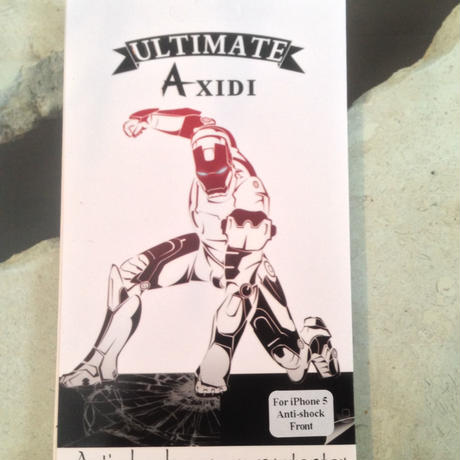 ULTIMATE
AXIDI
For iPhone 5
Anti-shock
Front